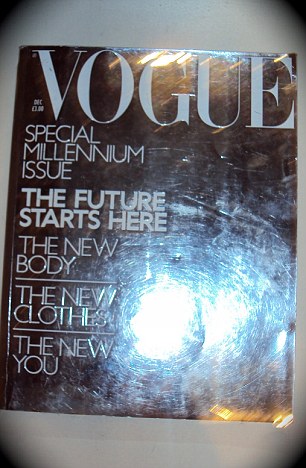 VOGUE
DEC
£3.00
SPECIAL
MILLENNIUM
ISSUE
THE FUTURE
STARTS HERE
THE NEW
BODY
THE NEW
CLOTHES
THE NEW
YOU